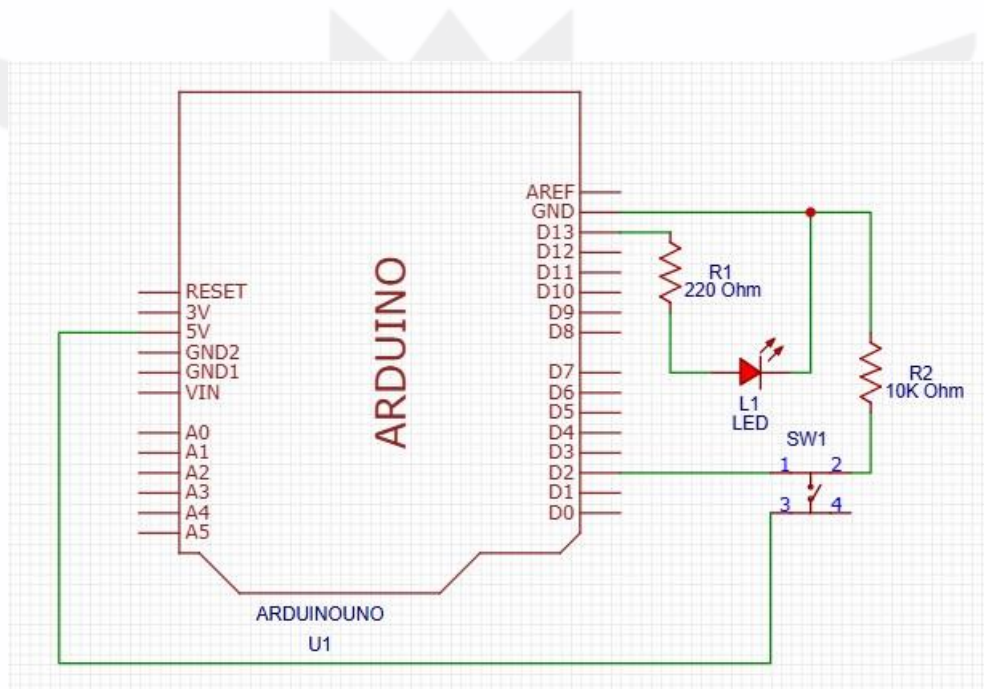 ARDUINO
RESET
3V
5V
GND2
GND1
VIN
A0
A1
A2
A3
A4
A5
AREF
GND
D13
D12
D11
D10
D9
D8
D7
D6
D5
D4
D3
D2
D1
D0
R1
220 Ohm
L1
LED
R2
10K Ohm
SW1
1 2
3 4
ARDUINOUNO
U1